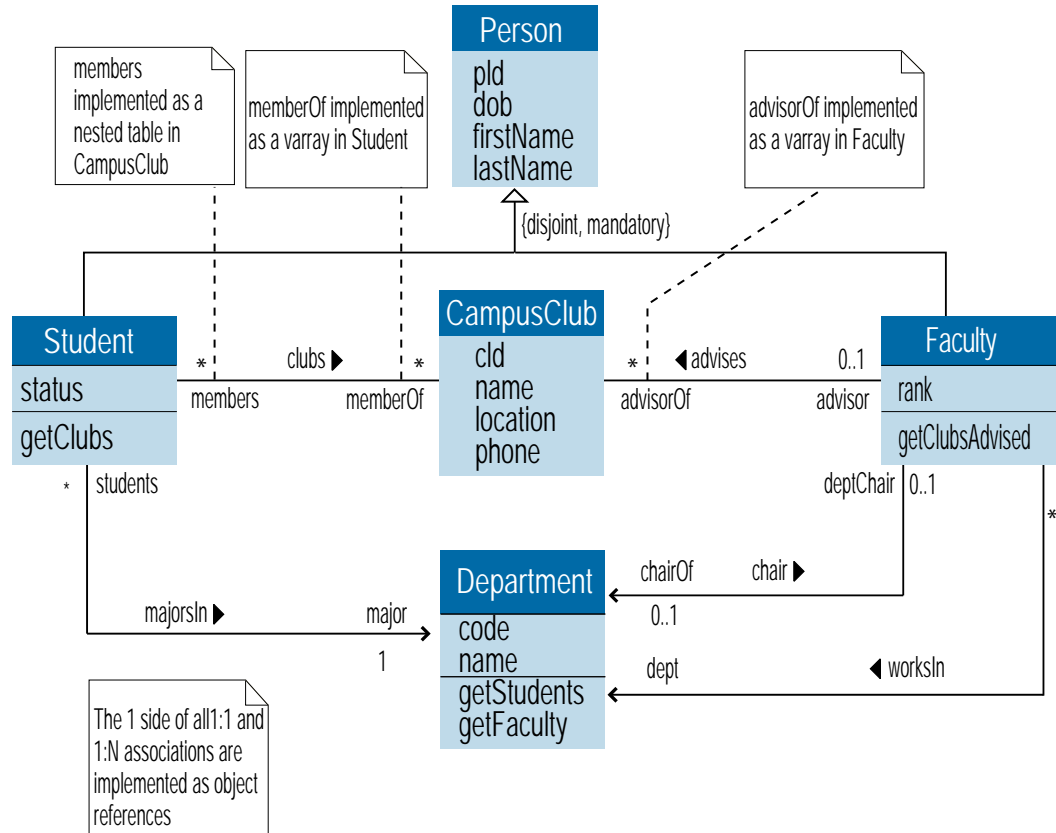 Person
pId
dob
firstName
lastName
members
implemented as a
nested table in
CampusClub
memberOf implemented
as a varray in Student
advisorOf implemented
as a varray in Faculty
{disjoint, mandatory}
Student
status
getClubs
*
clubs ▶
*
members
memberOf
CampusClub
cId
name
location
phone
*
◀ advises
0..1
advisorOf
advisor
Faculty
rank
getClubsAdvised
*
students
deptChair
0..1
*
majorsIn ▶
major
1
Department
code
name
getStudents
getFaculty
chairOf
chair ▶
0..1
dept
◀ worksIn
The 1 side of all1:1 and
1:N associations are
implemented as object
references